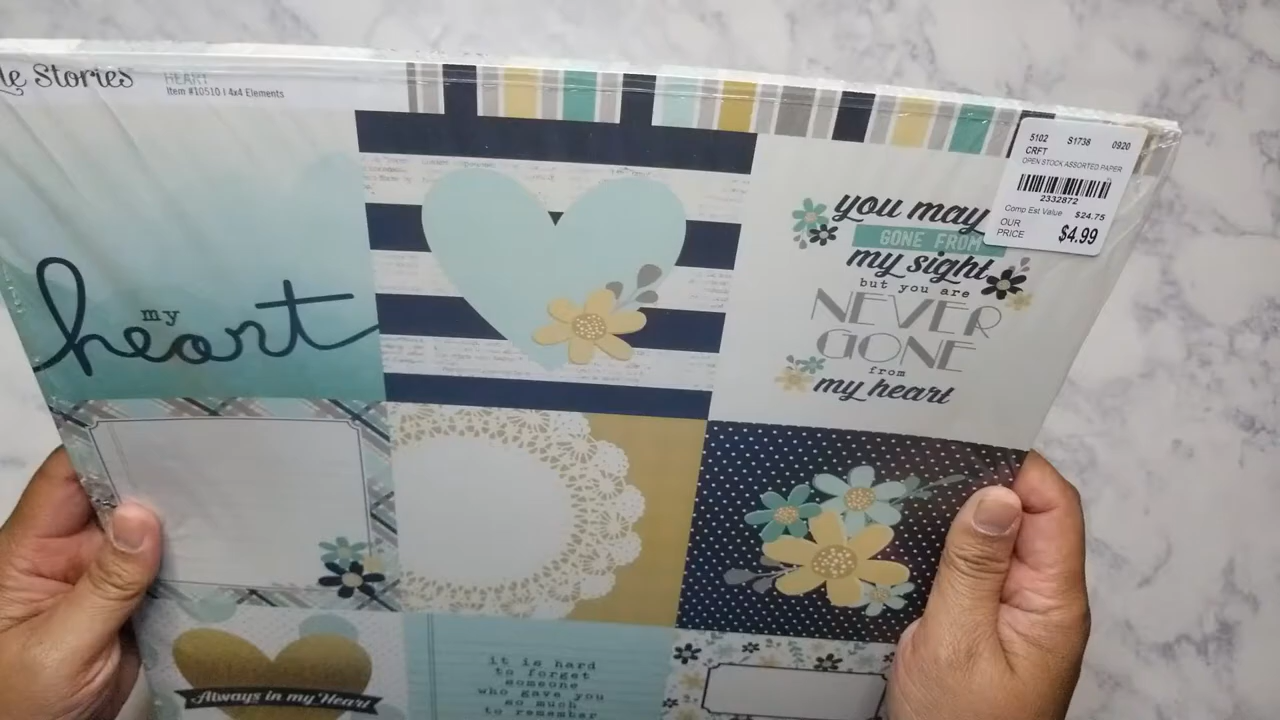 le Stories
HEART
Item #10510 | 4x4 Elements
5102 S1738 0920
CRFT
OPEN STOCK ASSORTED PAPER
2332872
Comp Est Value $24.75
OUR PRICE $4.99
my
heart
you may
GONE FROM
my sight
but you are
NEVER
GONE
from
my heart
Always in my Heart
it is hard
to forget
someone
who gave you
so much
to remember